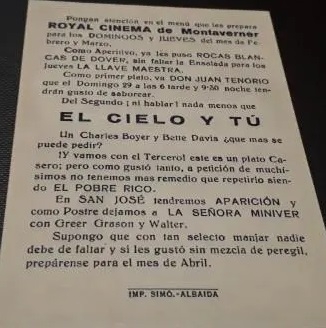 Pongan atención en el menú que les prepara
ROYAL CINEMA de Montaverner
para los DOMINGOS y JUEVES del mes de Fe-
brero y Marzo.
Como Aperitivo, ya les puso ROCAS BLAN-
CAS DE DOVER, sin faltar la Ensalada para los
jueves LA LLAVE MAESTRA.
Como primer plato, va DON JUAN TENORIO
que el Domingo 29 a las 6 tarde y 9'30 noche ten-
drán gusto de saborear.
Del Segundo ¡ ni hablar ! nada menos que
EL CIELO Y TÚ
Un Charles Boyer y Bette Davis ¿que mas se
puede pedir?
!Y vamos con el Tercero! este es un plato Ca-
sero; pero como gustó tanto, a petición de muchí-
simos no tenemos mas remedio que repetirlo sien-
do EL POBRE RICO.
En SAN JOSÉ tendremos APARICIÓN y
como Postre dejamos a LA SEÑORA MINIVER
con Greer Grason y Walter.
Supongo que con tan selecto manjar nadie
debe de faltar y si les gustó sin mezcla de peregil,
prepárense para el mes de Abril.
IMP. SIMÓ.-ALBAIDA